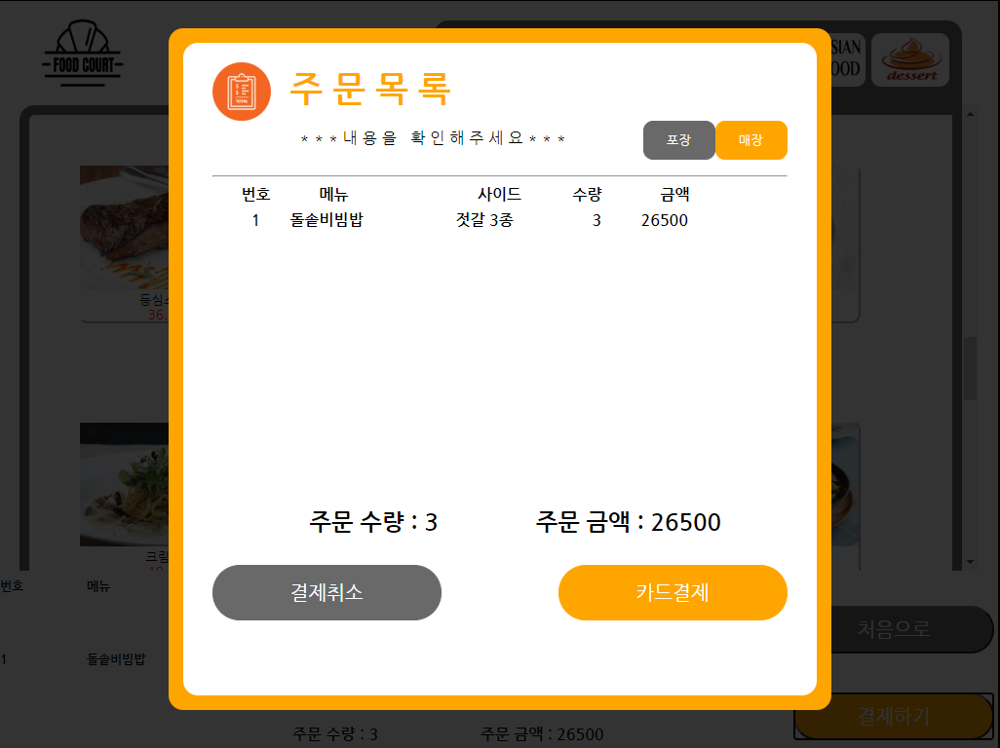 FOOD COURT
SIAN
OOD
dessert
주 문 목 록
* * * 내 용 을 확 인 해 주 세 요 * * *
포장 매장
번호 메뉴 사이드 수량 금액
1 돌솥비빔밥 젓갈 3종 3 26500
등심
36
크림
주문 수량 : 3 주문 금액 : 26500
결제취소 카드결제
번호 메뉴
처음으로
1 돌솥비빔밥
결제하기
주문 수량 : 3 주문 금액 : 26500